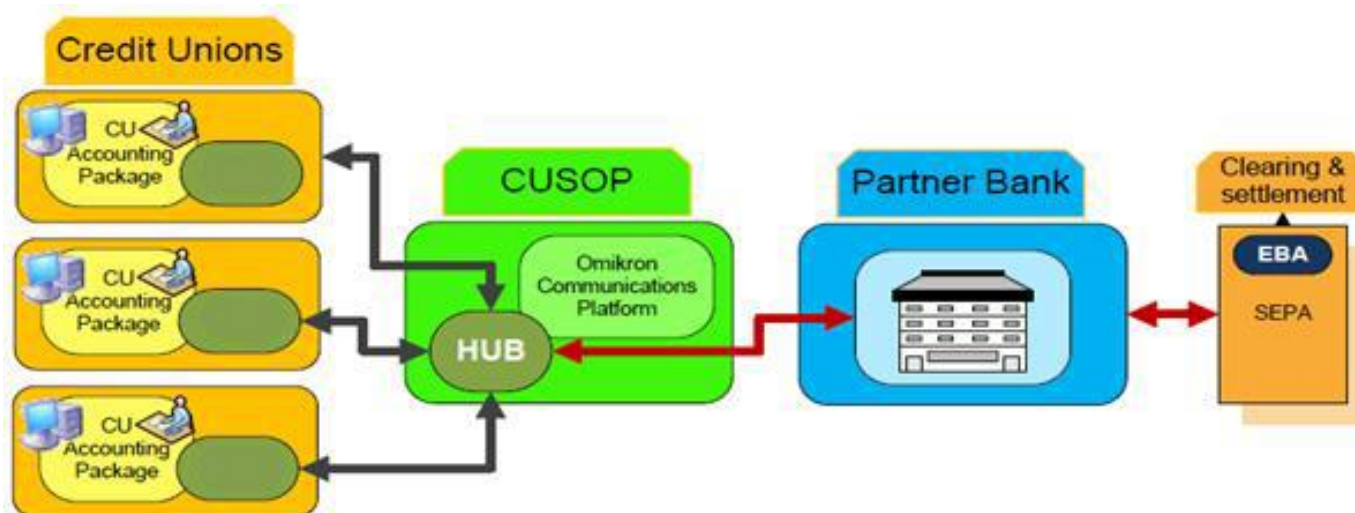 Credit Unions
CU
Accounting
Package
CU
Accounting
Package
CU
Accounting
Package
CUSOP
Omikron
Communications
Platform
HUB
Partner Bank
Clearing &
settlement
EBA
SEPA